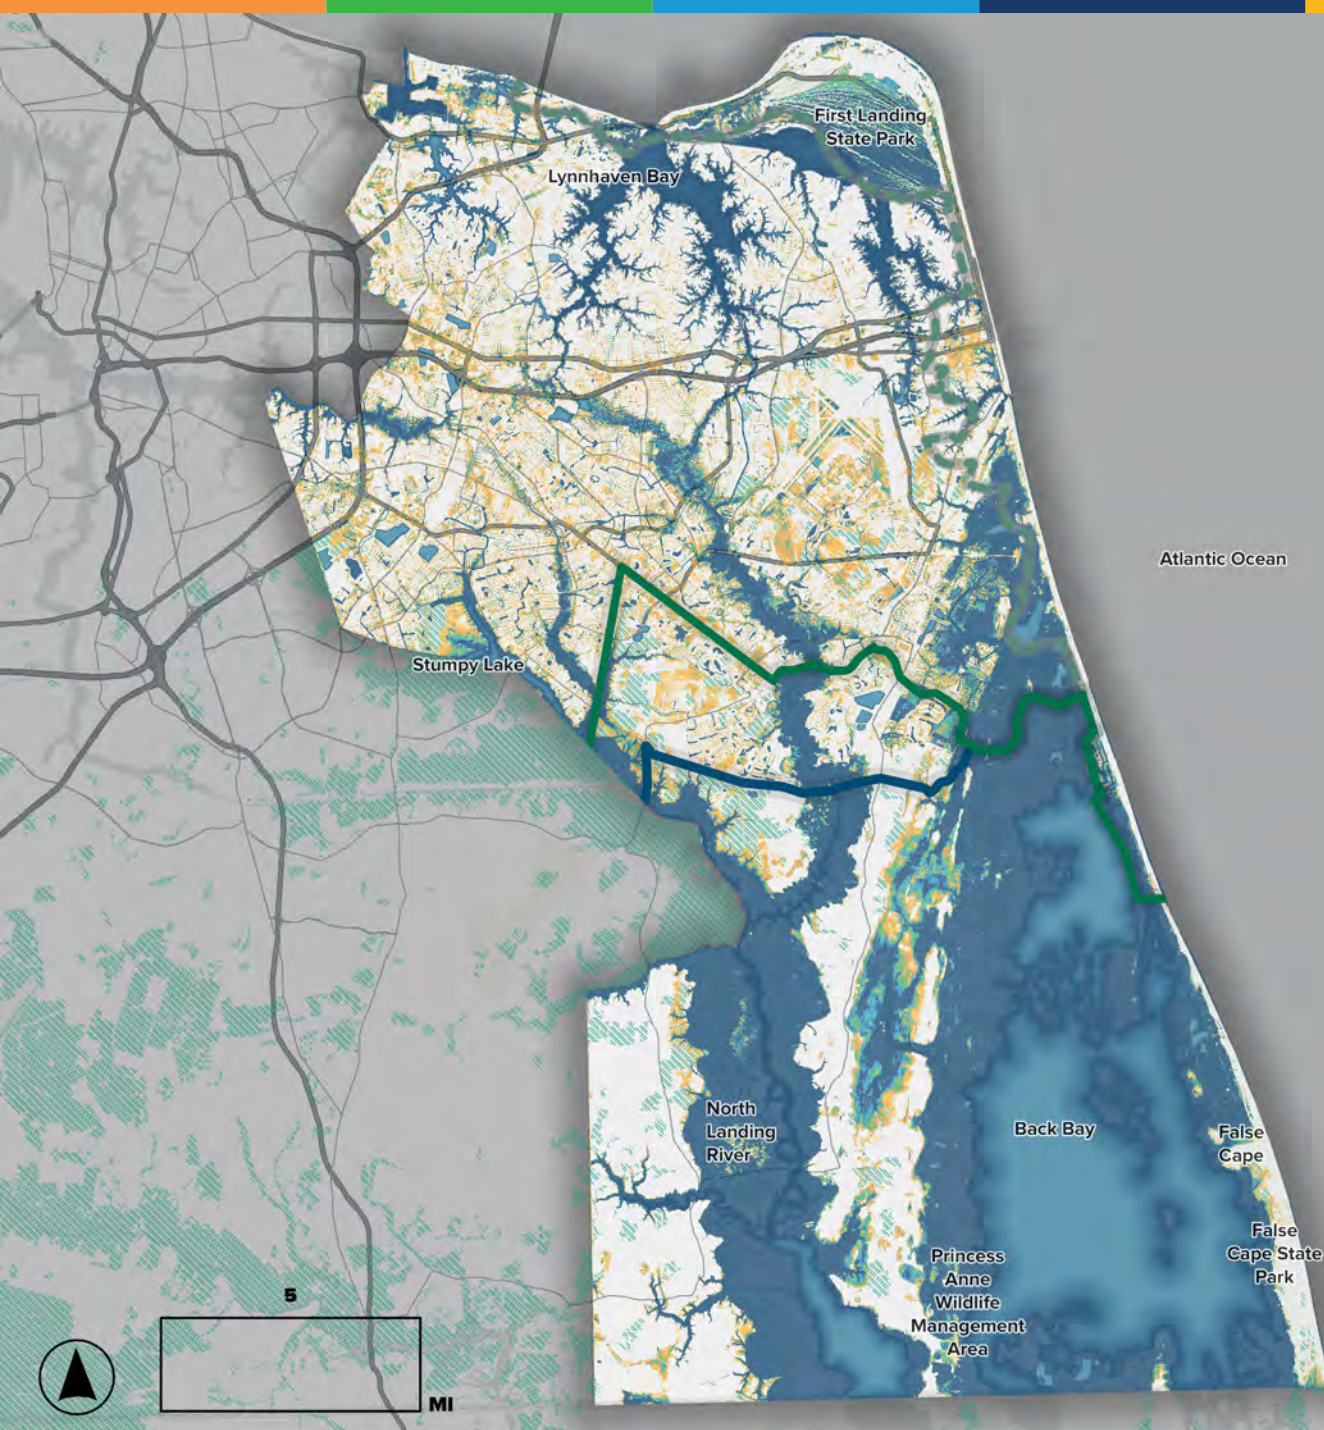 First Landing
State Park
Lynnhaven Bay
Atlantic Ocean
Stumpy Lake
North
Landing
River
Back Bay
False
Cape
False
Cape State
Park
Princess
Anne
Wildlife
Management
Area
5
MI